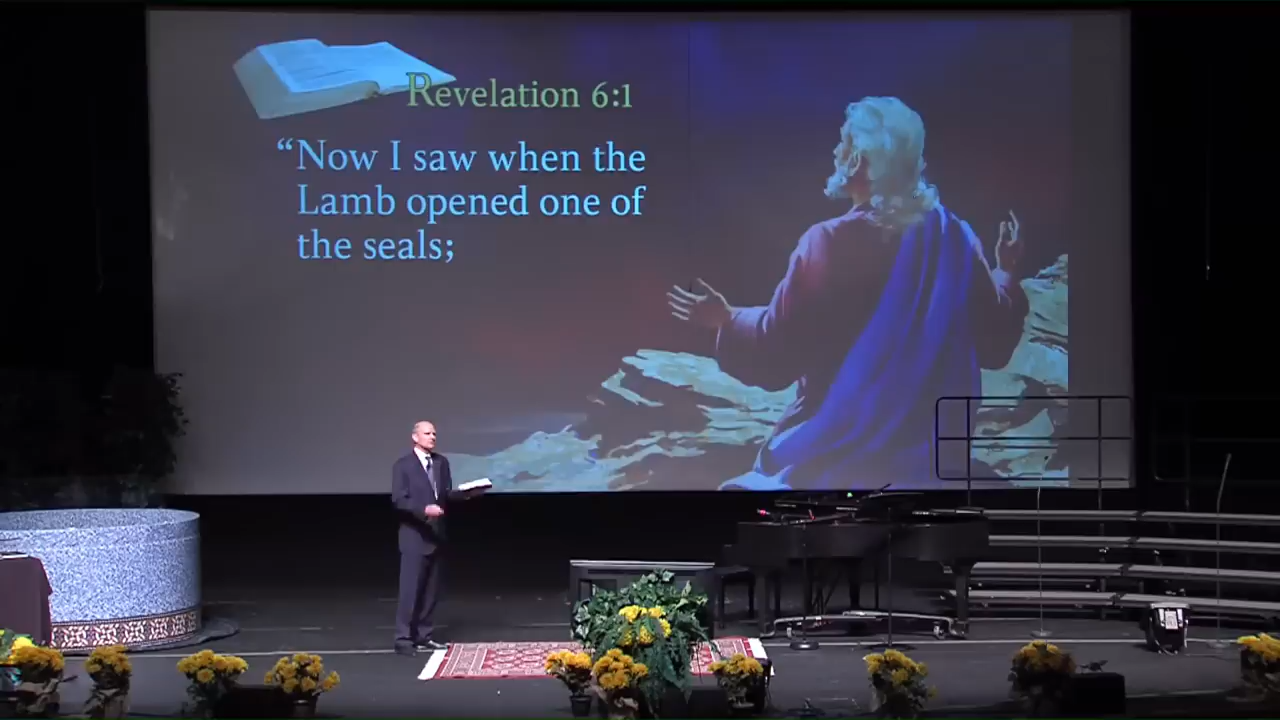 Revelation 6:1
“Now I saw when the
Lamb opened one of
the seals;